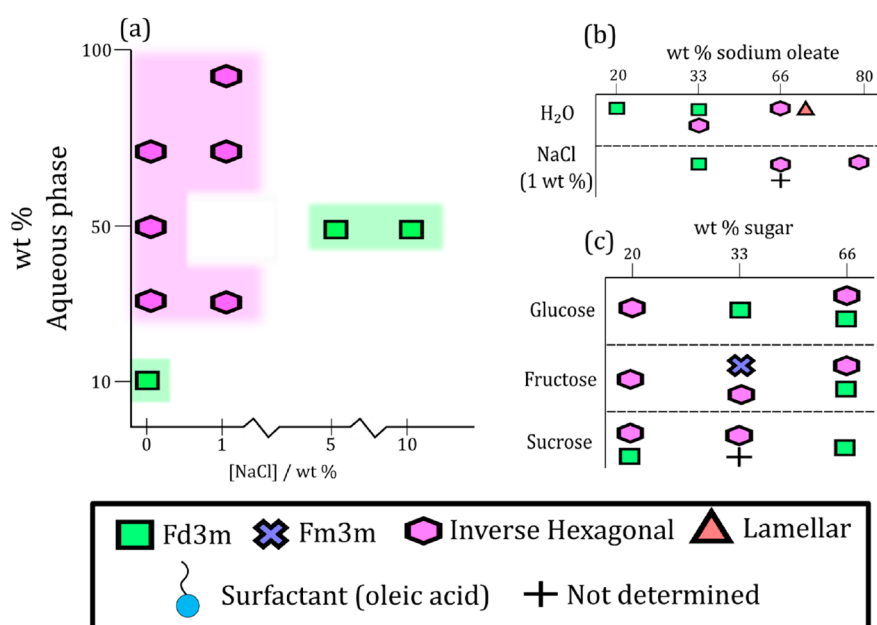 (a)
100
50
10
wt %
Aqueous phase
0 1 5 10
[NaCl] / wt %
(b)
wt % sodium oleate
20 33 66 80
H₂O
NaCl
(1 wt %)
(c)
wt % sugar
20 33 66
Glucose
Fructose
Sucrose
Fd3m Fm3m Inverse Hexagonal Lamellar
Surfactant (oleic acid) Not determined